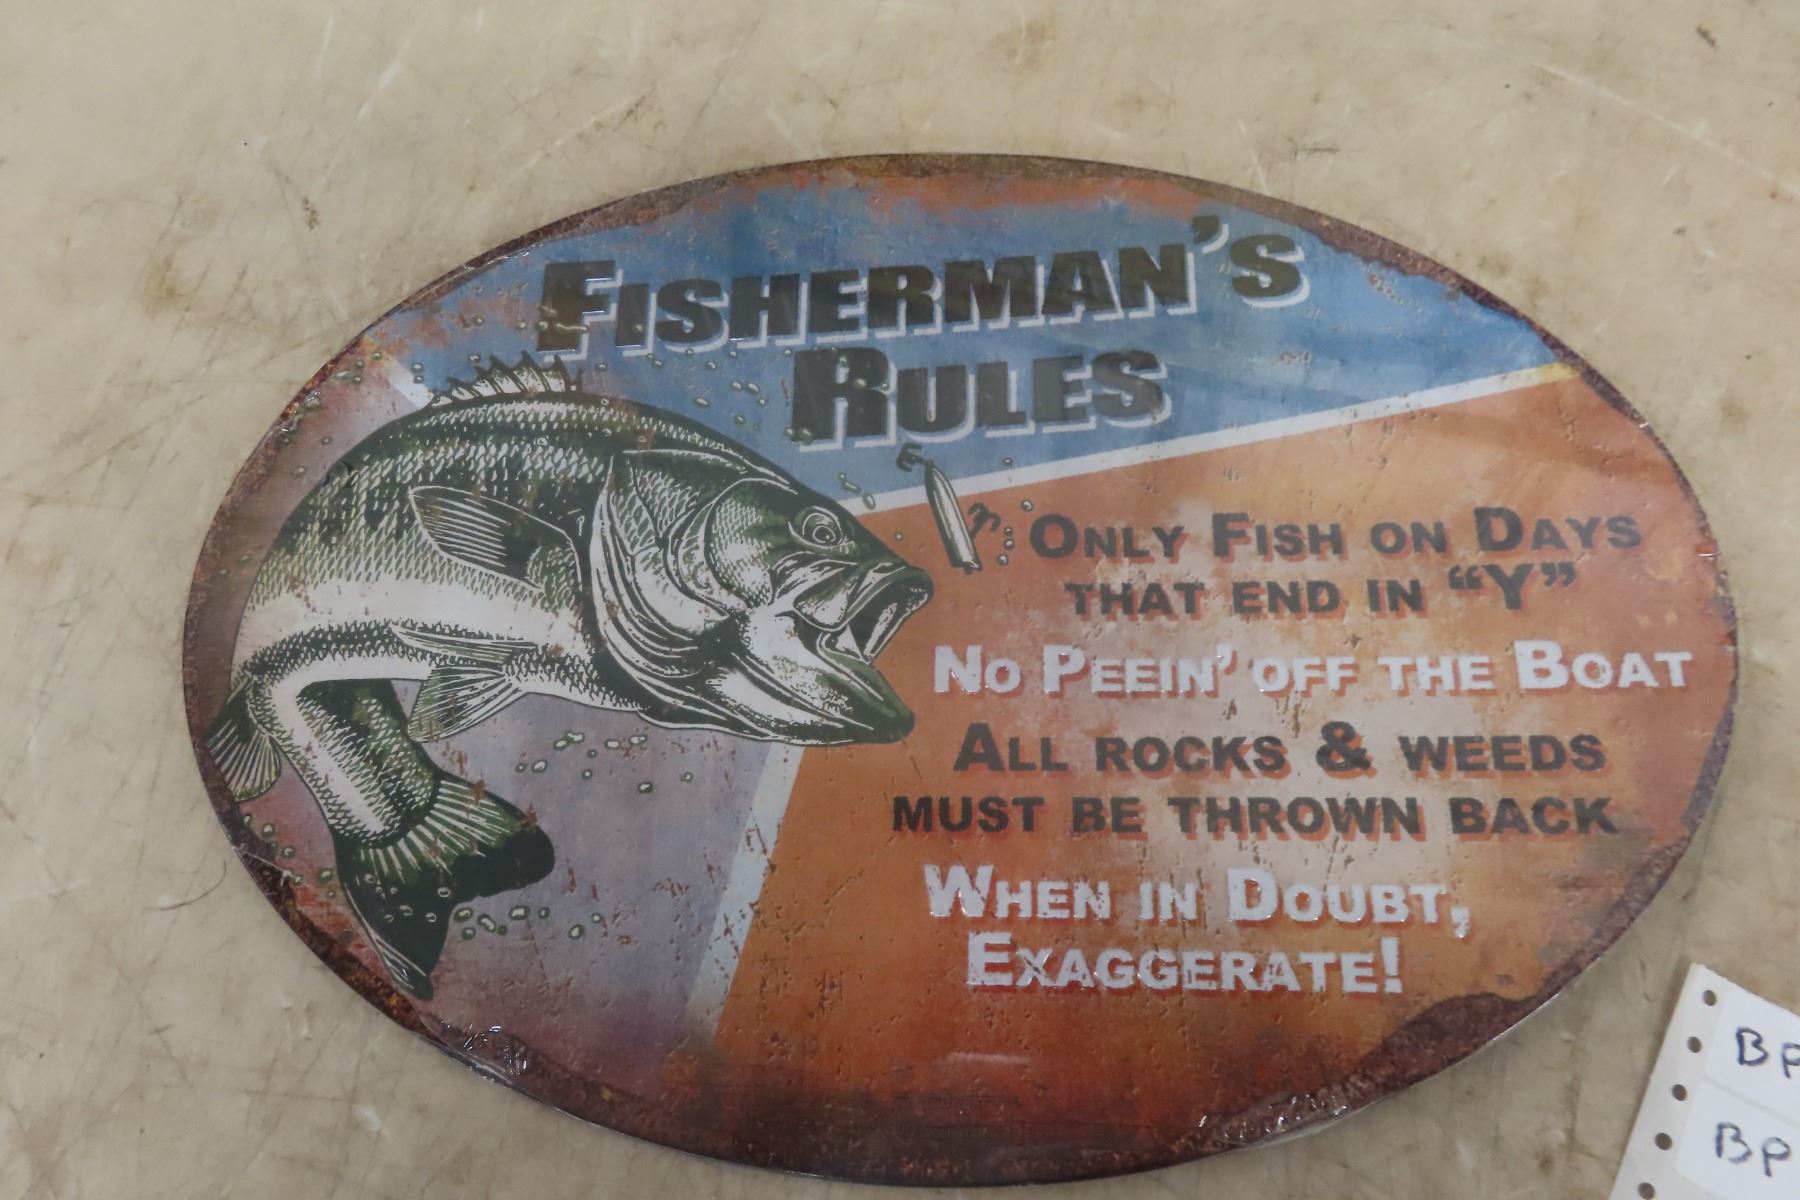 FISHERMAN'S
RULES
ONLY FISH ON DAYS
THAT END IN "Y"
NO PEEIN' OFF THE BOAT
ALL ROCKS & WEEDS
MUST BE THROWN BACK
WHEN IN DOUBT,
EXAGGERATE!
BP
BP